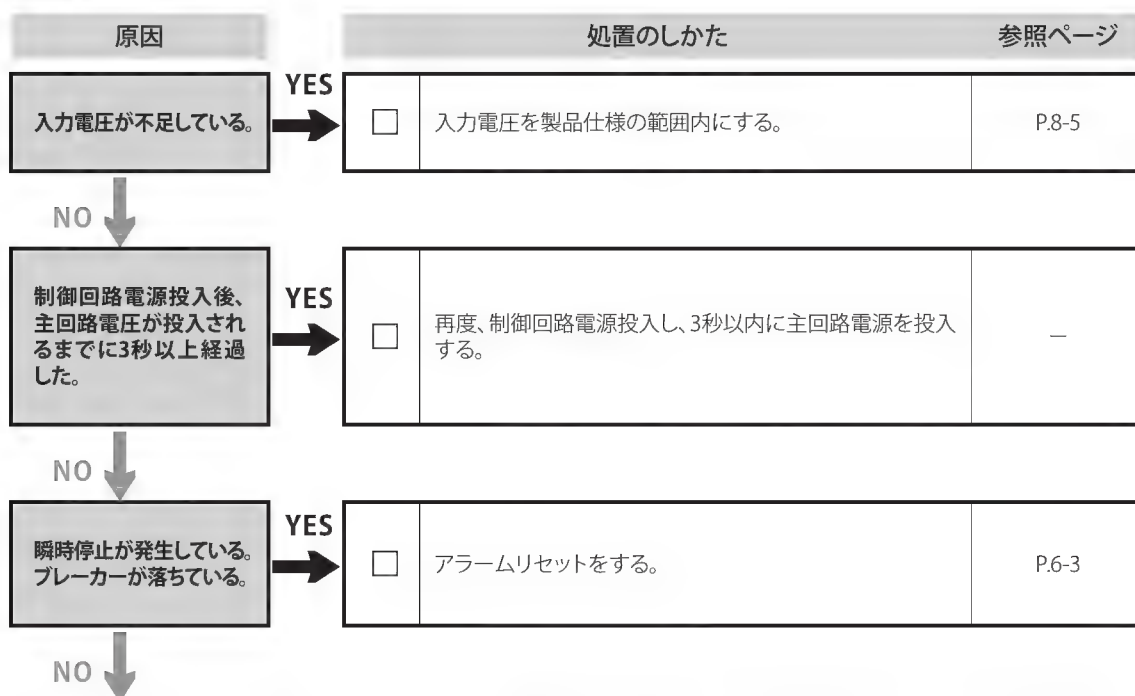 原因
処置のしかた
参照ページ
入力電圧が不足している。
YES
入力電圧を製品仕様の範囲内にする。
P.8-5
NO
制御回路電源投入後、
主回路電圧が投入され
るまでに3秒以上経過
した。
YES
再度、制御回路電源投入し、3秒以内に主回路電源を投入
する。
—
NO
瞬時停止が発生している。
ブレーカーが落ちている。
YES
アラームリセットをする。
P.6-3
NO